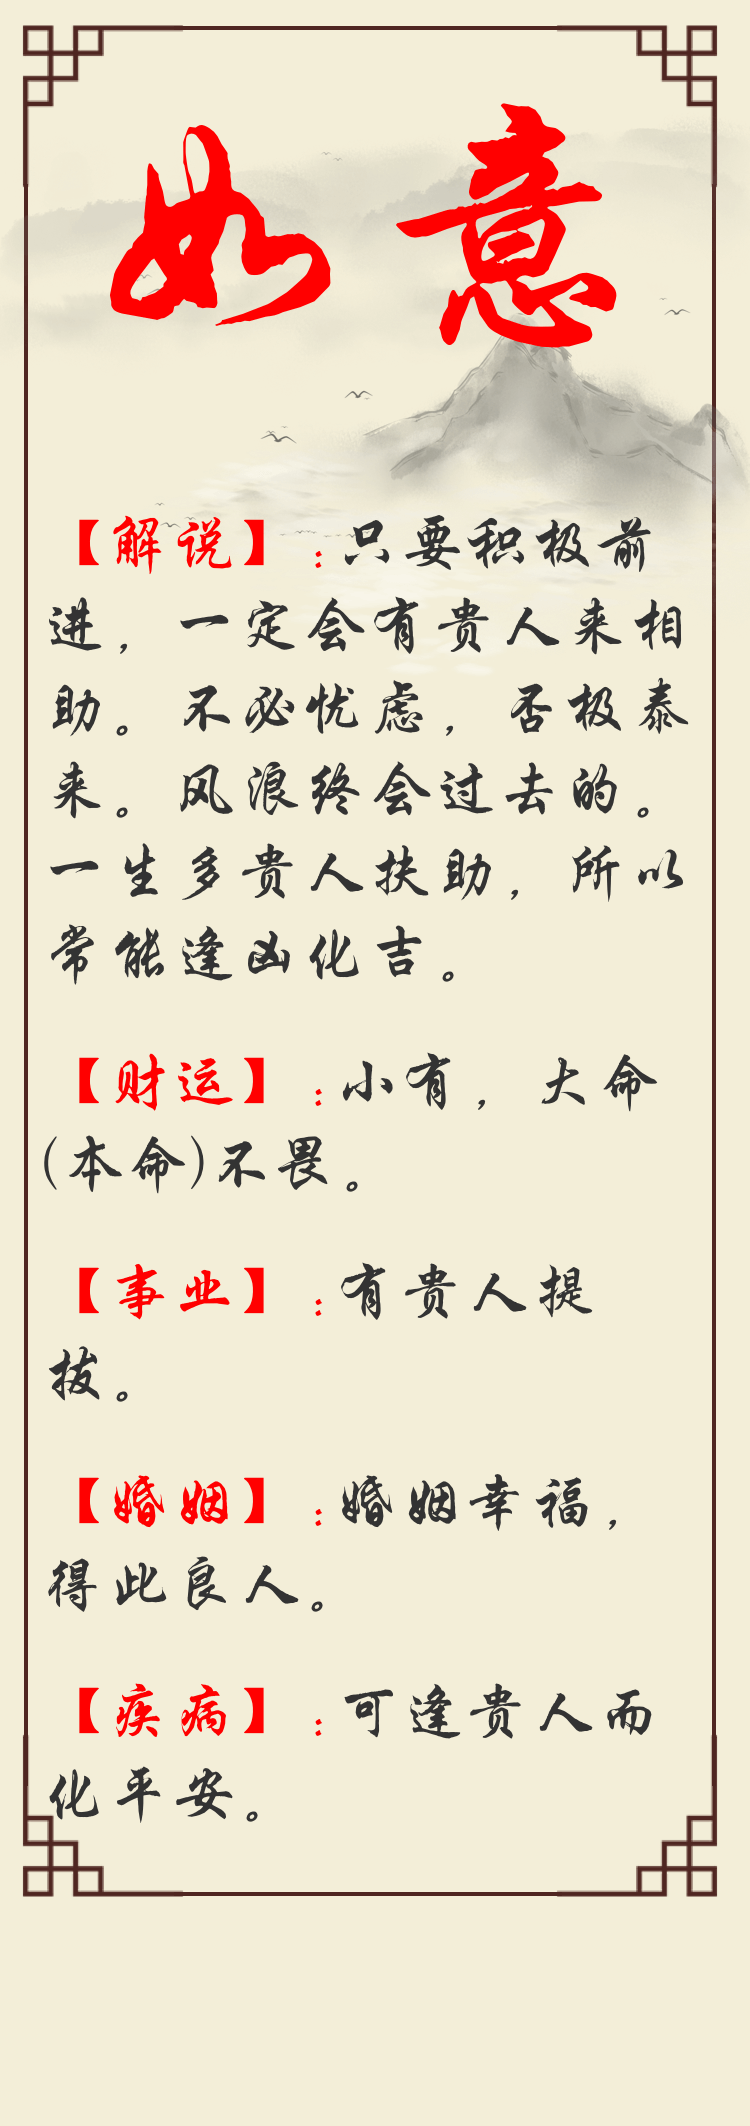 如意
【解说】:只要积极前
进，一定会有贵人来相
助。不必忧虑，否极泰
来。风浪终会过去的。
一生多贵人扶助，所以
常能逢凶化吉。
【财运】:小有，大命
(本命)不畏。
【事业】:有贵人提
拔。
【婚姻】:婚姻幸福，
得此良人。
【疾病】:可逢贵人而
化平安。